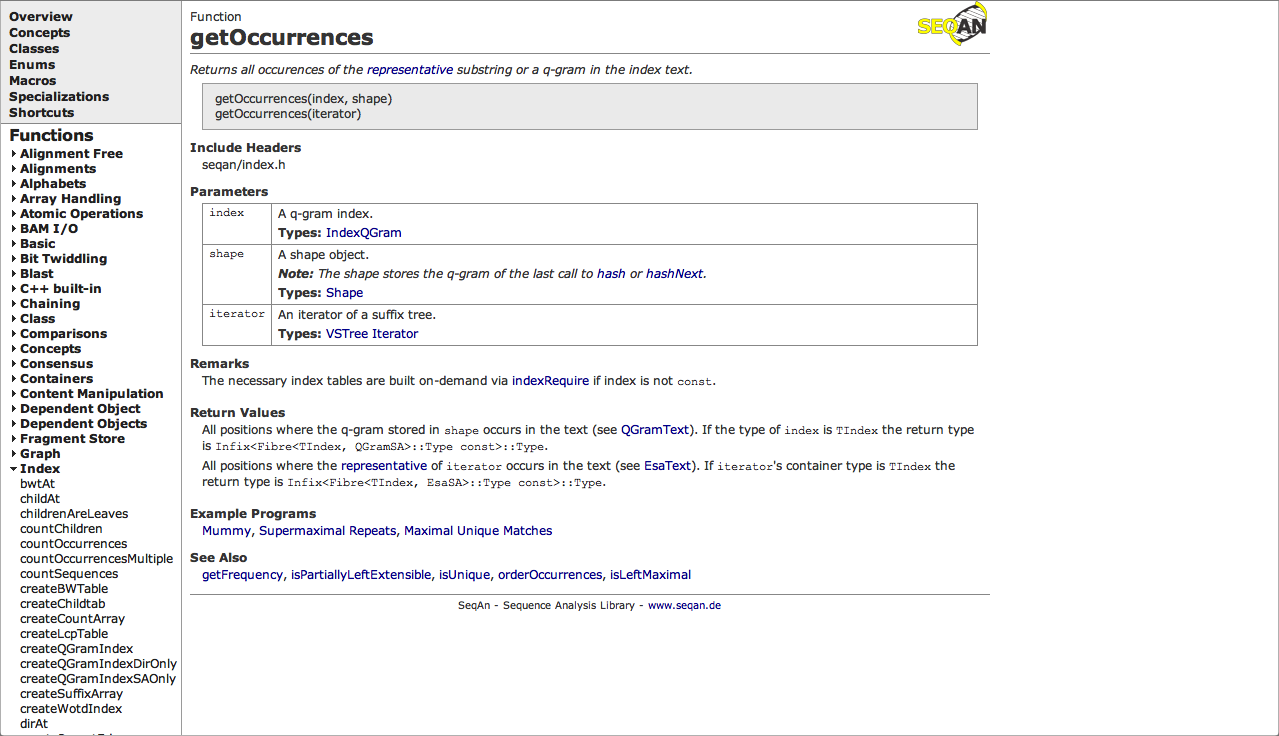 Overview
Concepts
Classes
Enums
Macros
Specializations
Shortcuts
Functions
Alignment Free
Alignments
Alphabets
Array Handling
Atomic Operations
BAM I/O
Basic
Bit Twiddling
Blast
C++ built-in
Chaining
Class
Comparisons
Concepts
Consensus
Containers
Content Manipulation
Dependent Object
Dependent Objects
Fragment Store
Graph
Index
bwtAt
childAt
childrenAreLeaves
countChildren
countOccurrences
countOccurrencesMultiple
countSequences
createBWTable
createChildtab
createCountArray
createLcpTable
createQGramIndex
createQGramIndexDirOnly
createQGramIndexSAOnly
createSuffixArray
createWotdIndex
dirAt
Function
getOccurrences
SEQAN
Returns all occurences of the representative substring or a q-gram in the index text.
getOccurrences(index, shape)
getOccurrences(iterator)
Include Headers
seqan/index.h
Parameters
index
A q-gram index.
Types: IndexQGram
shape
A shape object.
Note: The shape stores the q-gram of the last call to hash or hashNext.
Types: Shape
iterator
An iterator of a suffix tree.
Types: VSTree Iterator
Remarks
The necessary index tables are built on-demand via indexRequire if index is not const.
Return Values
All positions where the q-gram stored in shape occurs in the text (see QGramText). If the type of index is TIndex the return type
is Infix<Fibre<TIndex, QGramSA>::Type const>::Type.
All positions where the representative of iterator occurs in the text (see EsaText). If iterator's container type is TIndex the
return type is Infix<Fibre<TIndex, EsaSA>::Type const>::Type.
Example Programs
Mummy, Supermaximal Repeats, Maximal Unique Matches
See Also
getFrequency, isPartiallyLeftExtensible, isUnique, orderOccurrences, isLeftMaximal
SeqAn - Sequence Analysis Library - www.seqan.de